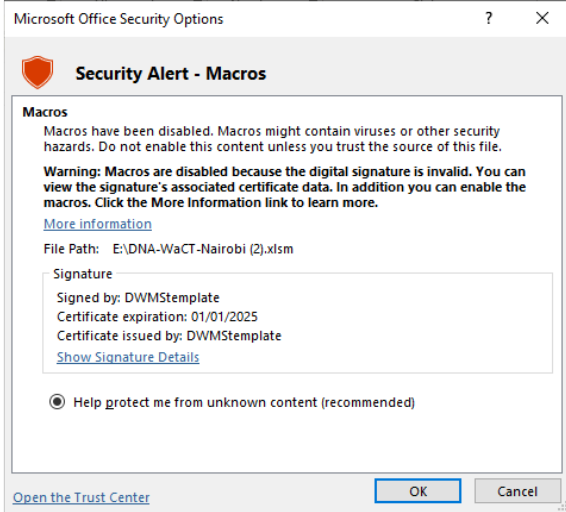 Microsoft Office Security Options
?
Security Alert - Macros
Macros
Macros have been disabled. Macros might contain viruses or other security
hazards. Do not enable this content unless you trust the source of this file.
Warning: Macros are disabled because the digital signature is invalid. You can
view the signature's associated certificate data. In addition you can enable the
macros. Click the More Information link to learn more.
More information
File Path: E:\DNA-WaCT-Nairobi (2).xlsm
Signature
Signed by: DWMStemplate
Certificate expiration: 01/01/2025
Certificate issued by: DWMStemplate
Show Signature Details
Help protect me from unknown content (recommended)
Open the Trust Center
OK
Cancel